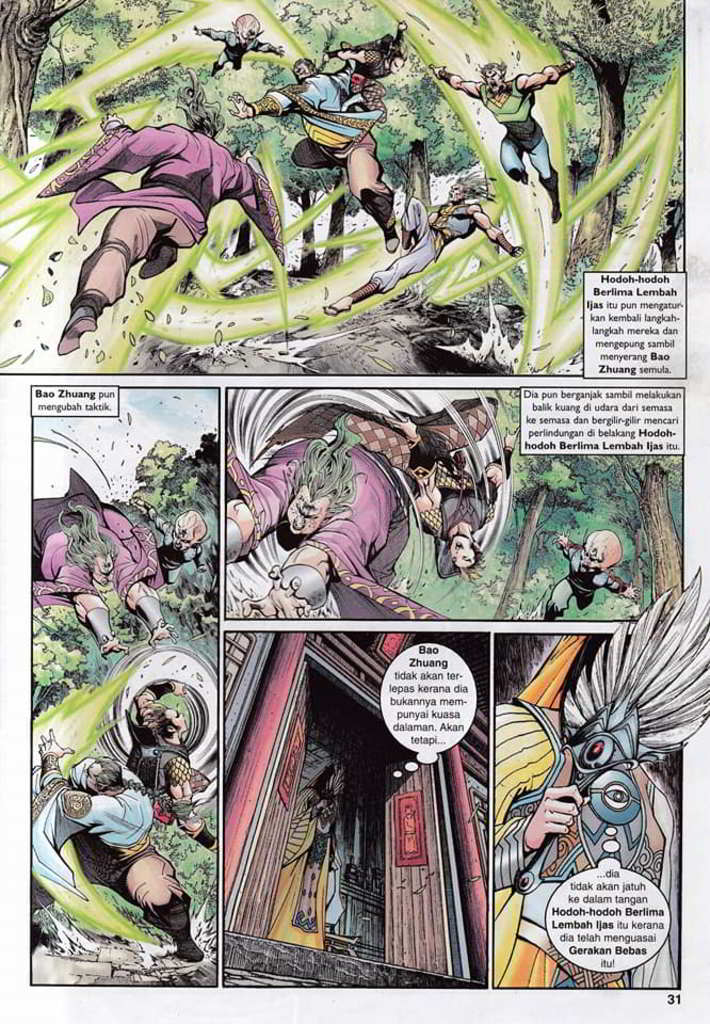 Hodoh-hodoh
Berlima Lembah
Ijas itu pun mengatur-
kan kembali langkah-
langkah mereka dan
mengepung sambil
menyerang Bao
Zhuang semula.
Bao Zhuang pun
mengubah taktik.
Dia pun berganjak sambil melakukan
balik kuang di udara dari semasa
ke semasa dan bergilir-gilir mencari
perlindungan di belakang Hodoh-
hodoh Berlima Lembah Ijas itu.
Bao
Zhuang
tidak akan ter-
lepas kerana dia
bukannya mem-
punyai kuasa
dalaman. Akan
tetapi...
...dia
tidak akan jatuh
ke dalam tangan
Hodoh-hodoh Berlima
Lembah Ijas itu kerana
dia telah menguasai
Gerakan Bebas
itu!
31